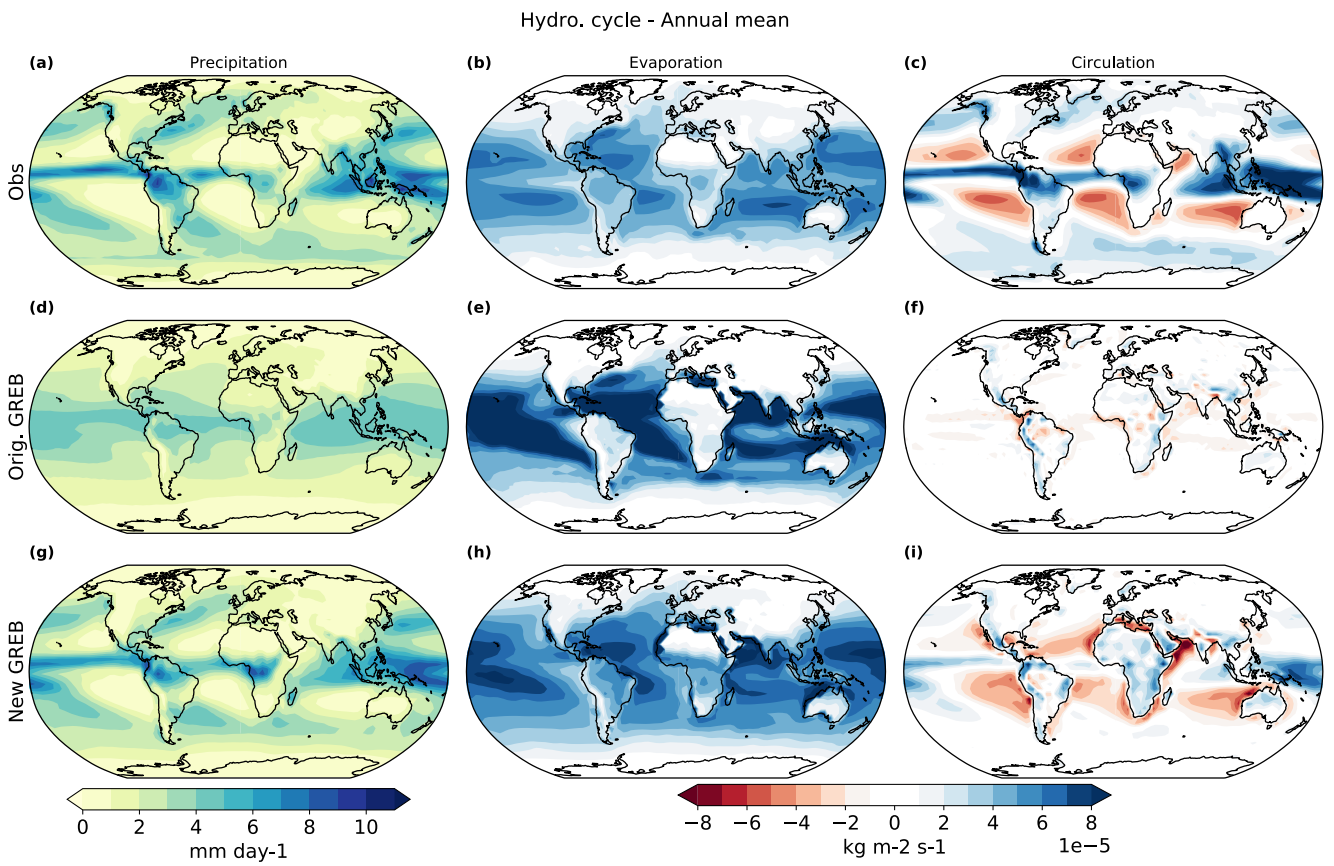 Hydro. cycle - Annual mean
(a) Precipitation (b) Evaporation (c) Circulation
Obs
(d) (e) (f)
Orig. GREB
(g) (h) (i)
New GREB
0 2 4 6 8 10
mm day-1
−8 −6 −4 −2 0 2 4 6 8
kg m-2 s-1 1e−5